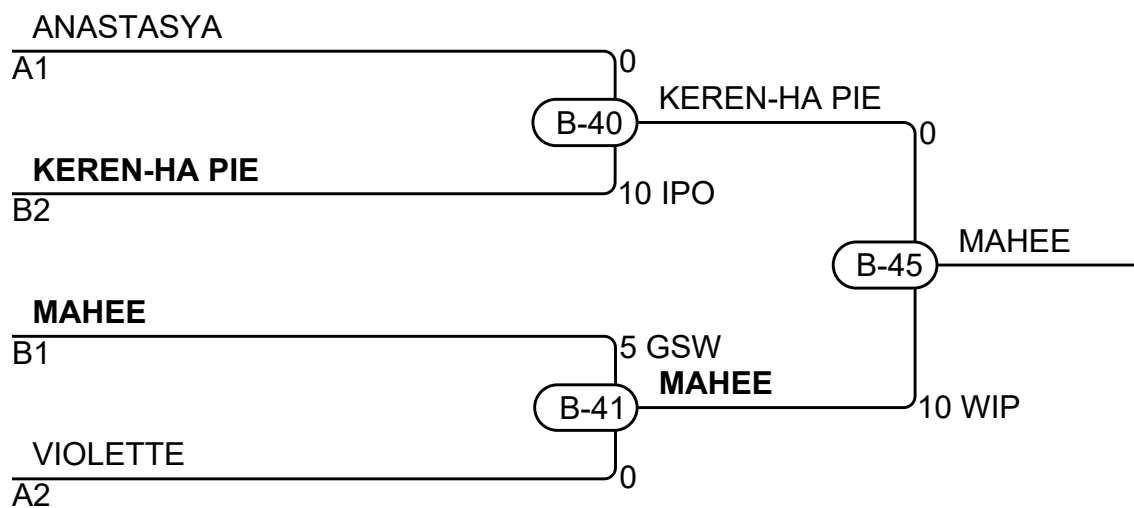 ANASTASYA
A1
0
B-40
KEREN-HA PIE
0
KEREN-HA PIE
B2
10 IPO
B-45
MAHEE
MAHEE
B1
5 GSW
MAHEE
B-41
10 WIP
VIOLETTE
A2
0